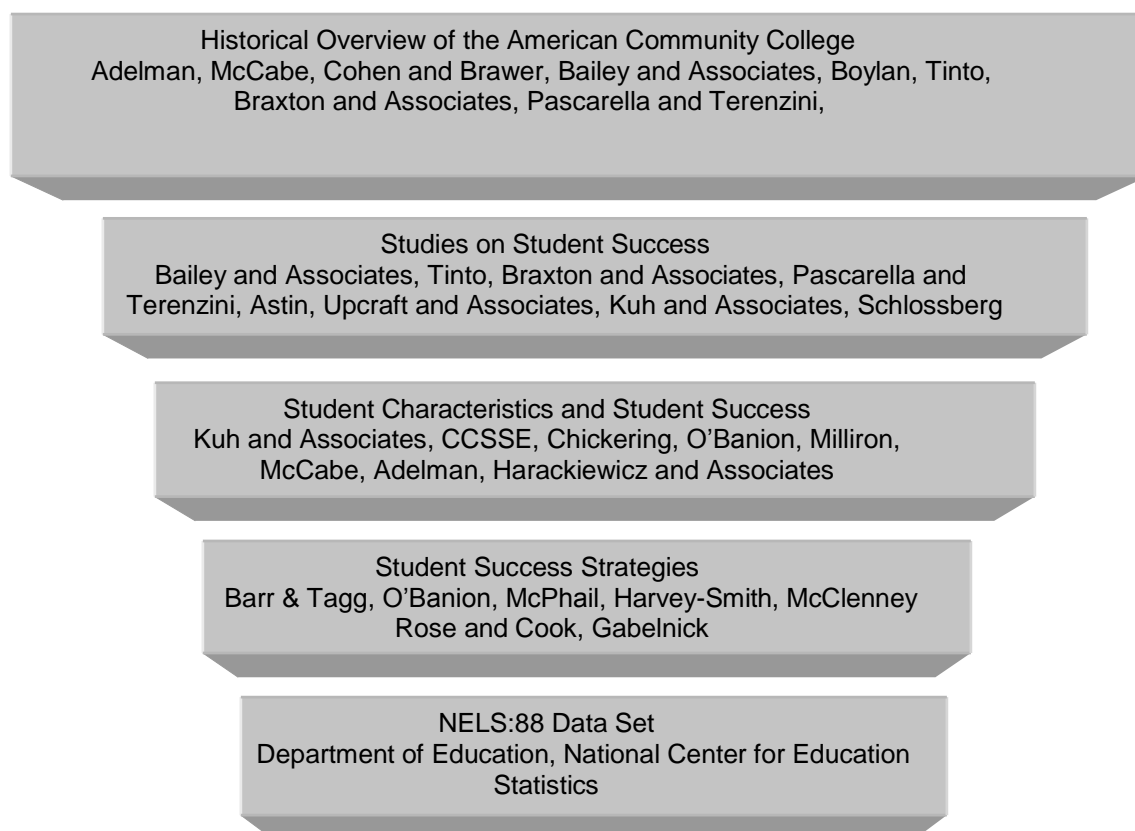 Historical Overview of the American Community College
Adelman, McCabe, Cohen and Brawer, Bailey and Associates, Boylan, Tinto,
Braxton and Associates, Pascarella and Terenzini,
Studies on Student Success
Bailey and Associates, Tinto, Braxton and Associates, Pascarella and
Terenzini, Astin, Upcraft and Associates, Kuh and Associates, Schlossberg
Student Characteristics and Student Success
Kuh and Associates, CCSSE, Chickering, O’Banion, Milliron,
McCabe, Adelman, Harackiewicz and Associates
Student Success Strategies
Barr & Tagg, O’Banion, McPhail, Harvey-Smith, McClenney
Rose and Cook, Gabelnick
NELS:88 Data Set
Department of Education, National Center for Education
Statistics